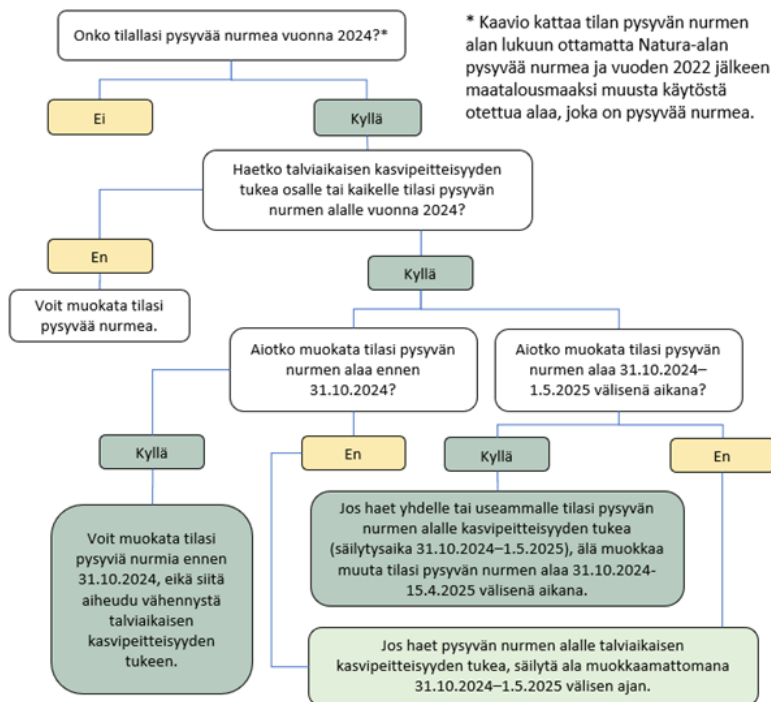 Onko tilallasi pysyvää nurmea vuonna 2024?*
* Kaavio kattaa tilan pysyvän nurmen
alan lukuun ottamatta Natura-alan
pysyvää nurmea ja vuoden 2022 jälkeen
maatalousmaaksi muusta käytöstä
otettua alaa, joka on pysyvää nurmea.
Ei
Kyllä
Haetko talviaikaisen kasvipeitteisyyden
tukea osalle tai kaikelle tilasi pysyvän
nurmen alalle vuonna 2024?
En
Kyllä
Voit muokata tilasi
pysyvää nurmea.
Aiotko muokata tilasi pysyvän
nurmen alaa ennen
31.10.2024?
Aiotko muokata tilasi pysyvän
nurmen alaa 31.10.2024–
1.5.2025 välisenä aikana?
Kyllä
En
Kyllä
En
Voit muokata tilasi
pysyviä nurmia ennen
31.10.2024, eikä siitä
aiheudu vähennystä
talviaikaisen
kasvipeitteisyyden
tukeen.
Jos haet yhdelle tai useammalle tilasi pysyvän
nurmen alalle kasvipeitteisyyden tukea
(säilytysaika 31.10.2024–1.5.2025), älä muokkaa
muuta tilasi pysyvän nurmen alaa 31.10.2024-
15.4.2025 välisenä aikana.
Jos haet pysyvän nurmen alalle talviaikaisen
kasvipeitteisyyden tukea, säilytä ala muokkaamattomana
31.10.2024–1.5.2025 välisen ajan.